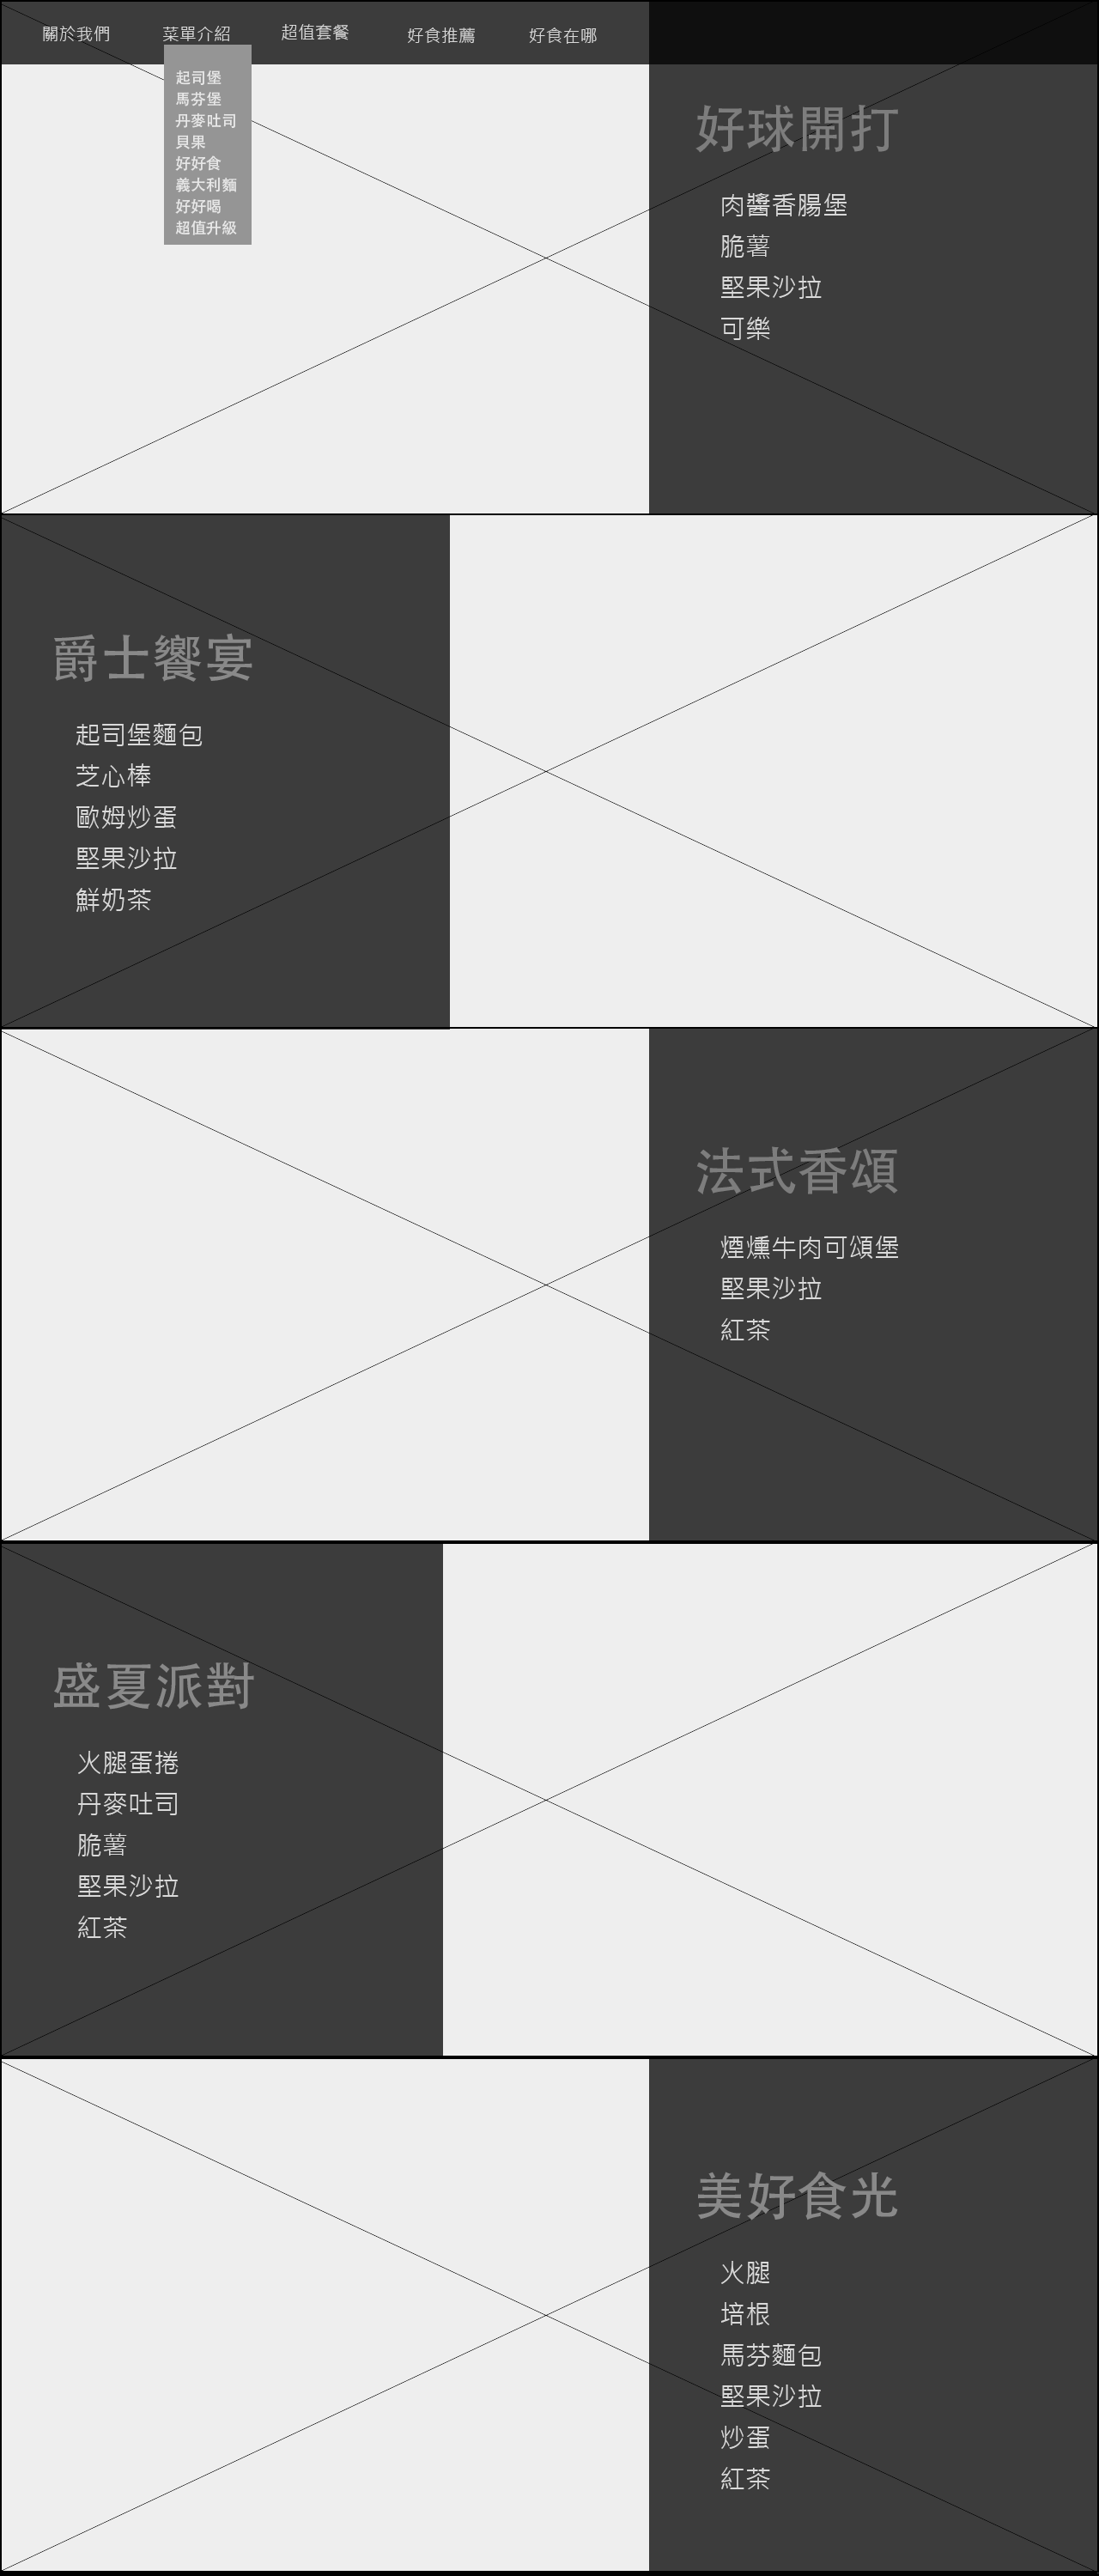 關於我們 菜單介紹 超值套餐 好食推薦 好食在哪
起司堡
馬芬堡
丹麥吐司
貝果
好好食
義大利麵
好好喝
超值升級
好球開打
肉醬香腸堡
脆薯
堅果沙拉
可樂
爵士饗宴
起司堡麵包
芝心棒
歐姆炒蛋
堅果沙拉
鮮奶茶
法式香頌
煙燻牛肉可頌堡
堅果沙拉
紅茶
盛夏派對
火腿蛋捲
丹麥吐司
脆薯
堅果沙拉
紅茶
美好食光
火腿
培根
馬芬麵包
堅果沙拉
炒蛋
紅茶